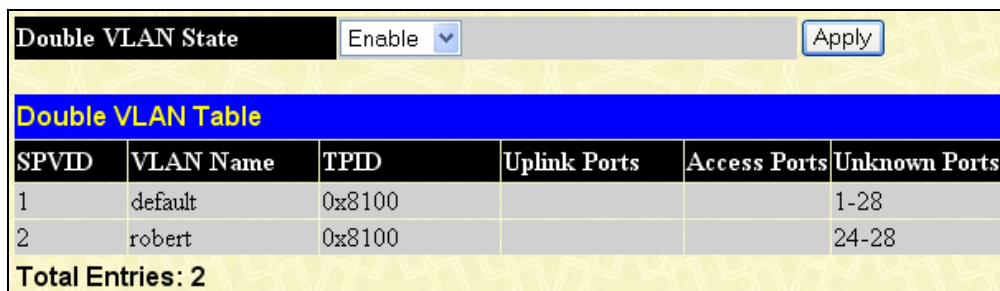 Double VLAN State Enable Apply
Double VLAN Table
SPVID VLAN Name TPID Uplink Ports Access Ports Unknown Ports
1 default 0x8100 1-28
2 robert 0x8100 24-28
Total Entries: 2